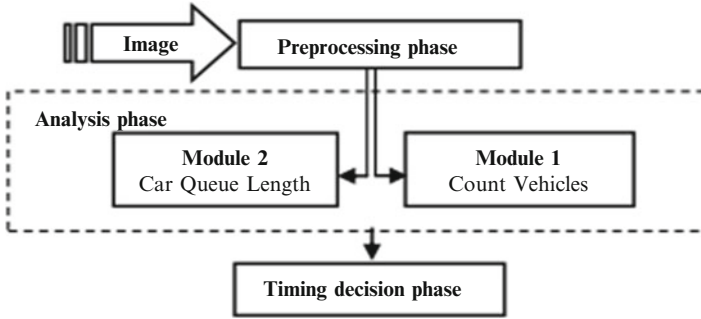 Image
Preprocessing phase
Analysis phase
Module 2
Car Queue Length
Module 1
Count Vehicles
Timing decision phase